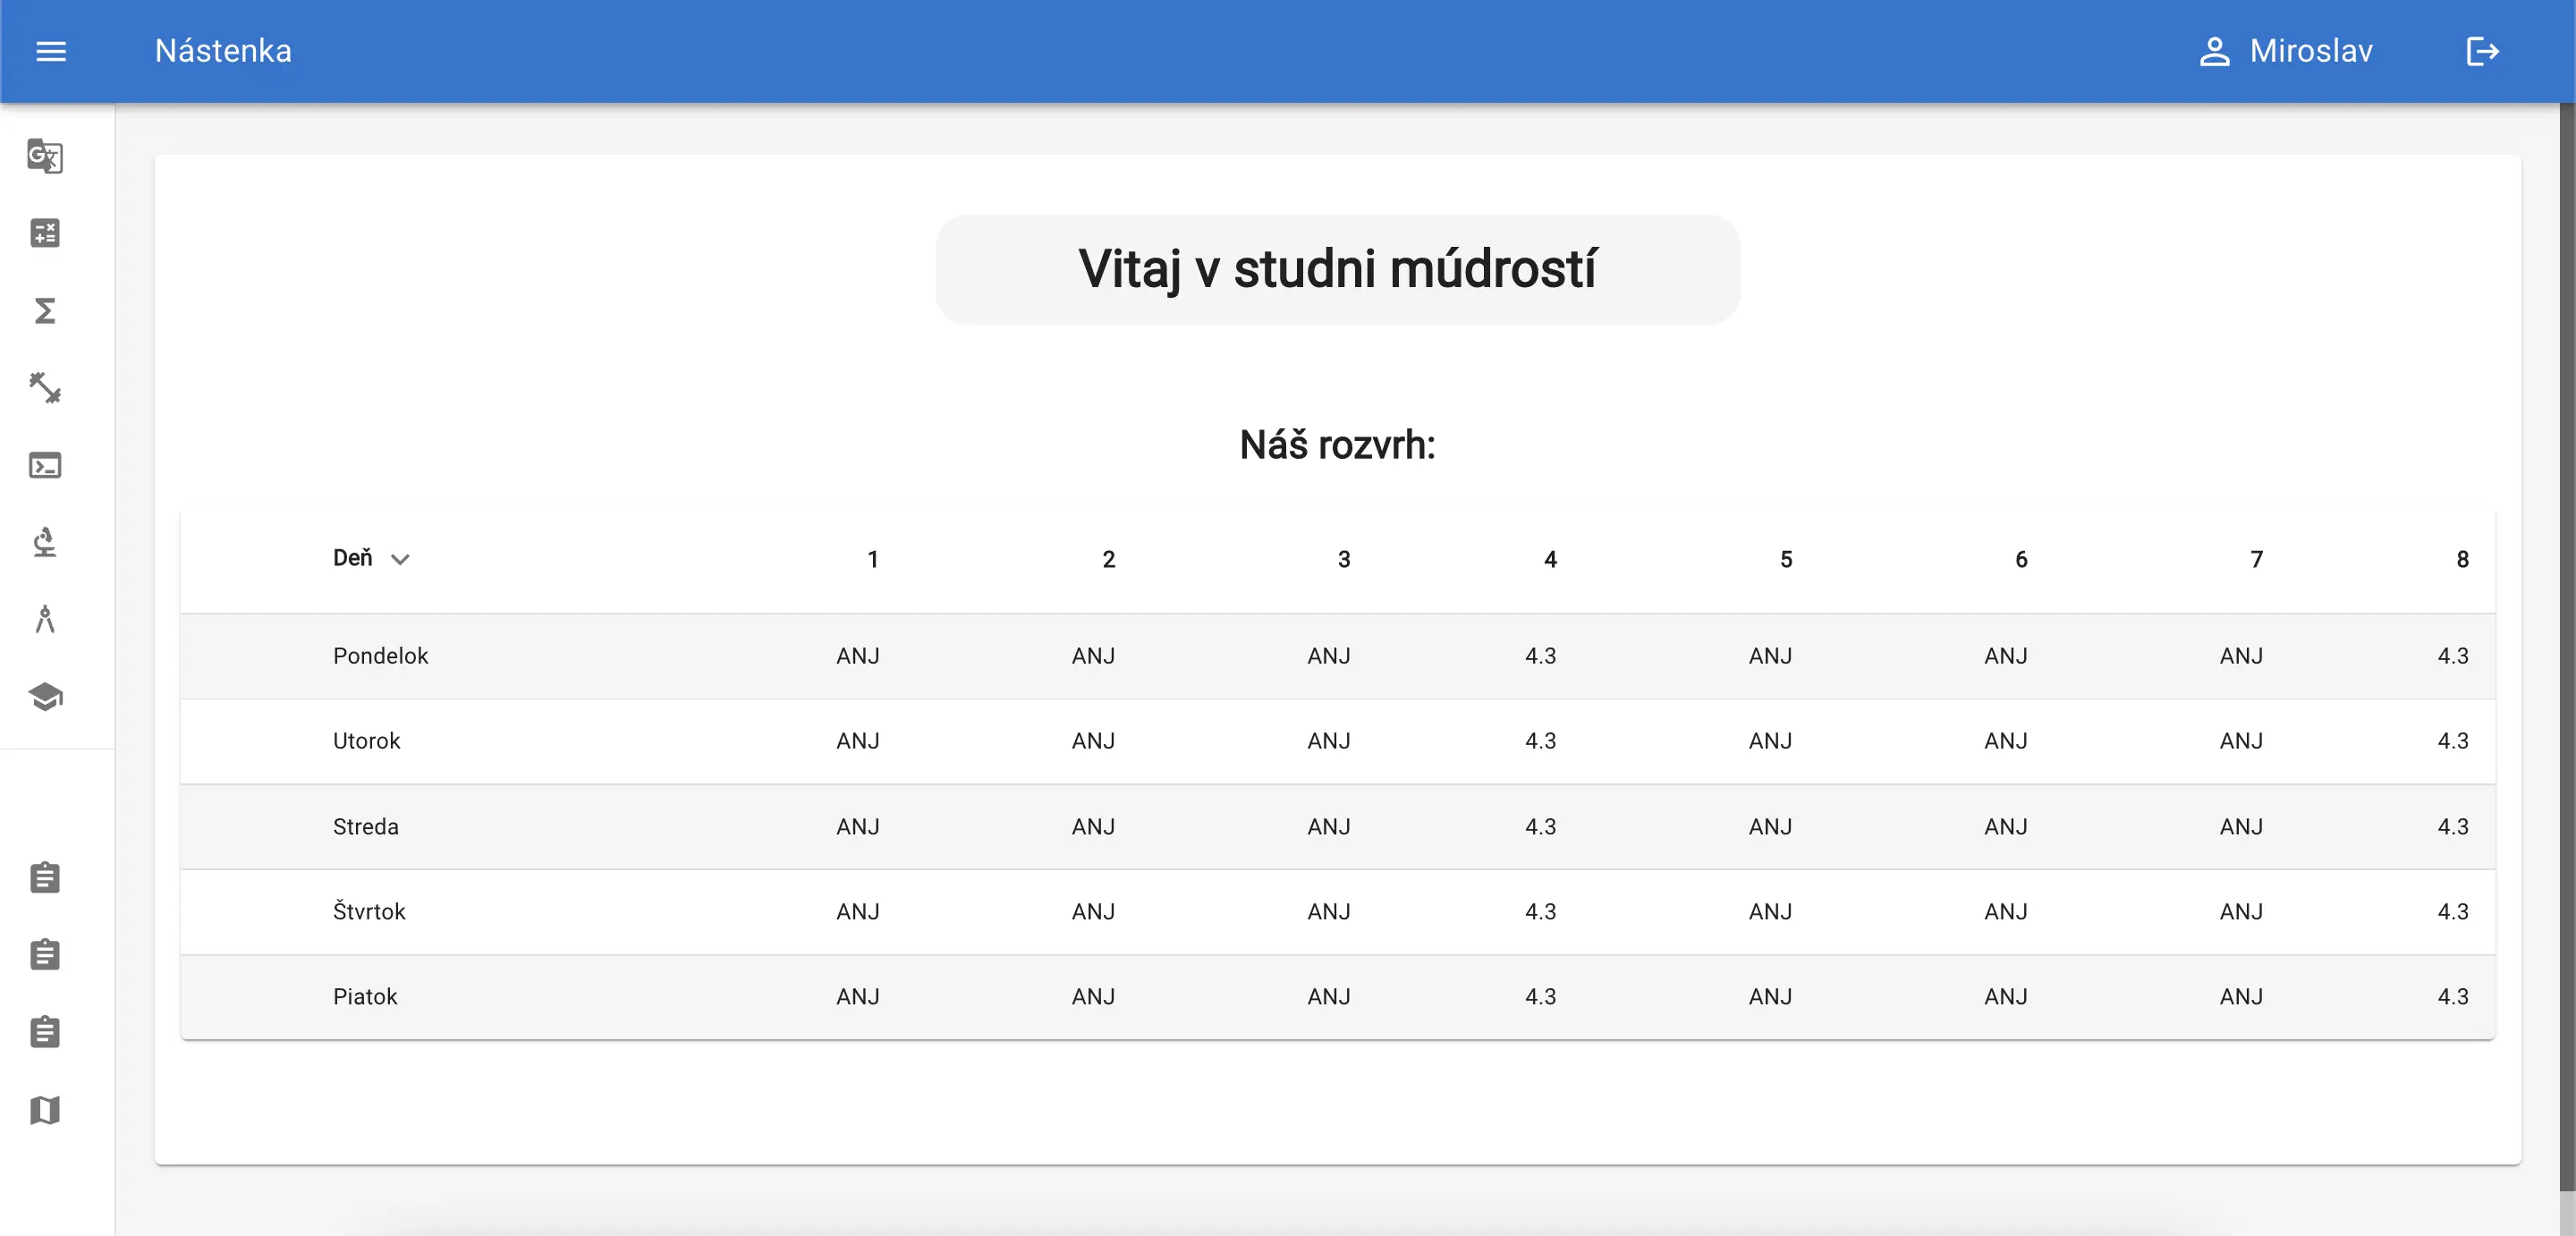 Nástenka Miroslav
Vitaj v studni múdrostí
Náš rozvrh:
Deň 1 2 3 4 5 6 7 8
Pondelok ANJ ANJ ANJ 4.3 ANJ ANJ ANJ 4.3
Utorok ANJ ANJ ANJ 4.3 ANJ ANJ ANJ 4.3
Streda ANJ ANJ ANJ 4.3 ANJ ANJ ANJ 4.3
Štvrtok ANJ ANJ ANJ 4.3 ANJ ANJ ANJ 4.3
Piatok ANJ ANJ ANJ 4.3 ANJ ANJ ANJ 4.3